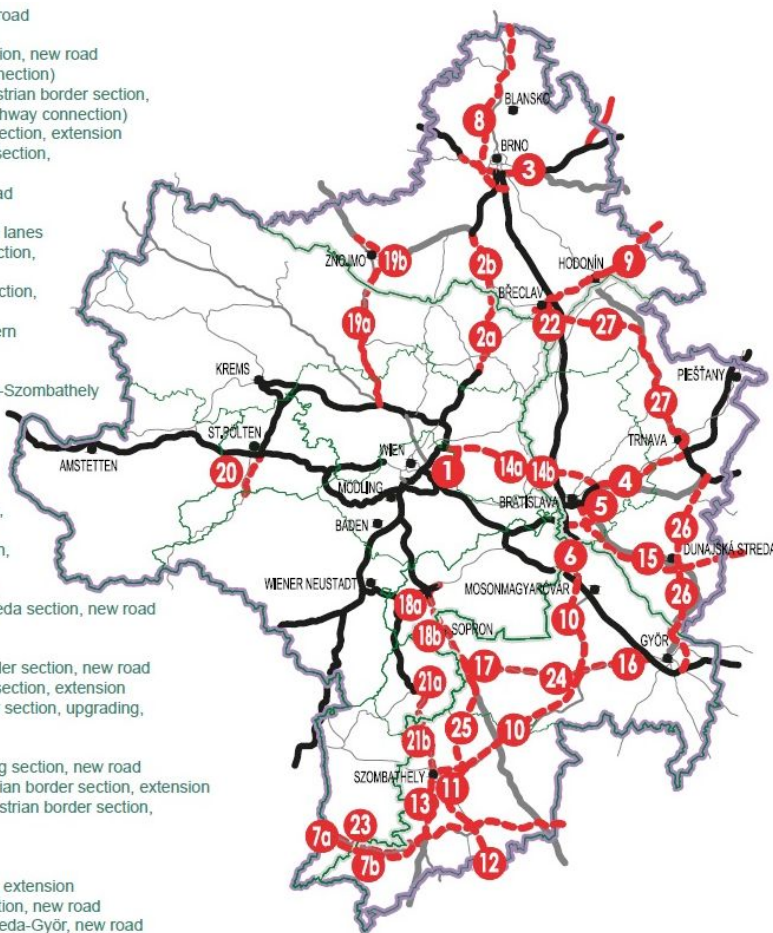 road
ion, new road
nection)
strian border section,
hway connection)
ection, extension
section,
ad
lanes
ction,
ction,
ern
-Szombathely
n,
eda section, new road
der section, new road
section, extension
r section, upgrading,
g section, new road
rian border section, extension
strian border section,
extension
tion, new road
eda-Györ, new road
BLANSKO
8
BRNO
3
ZNOJMO
19b
2b
HODONÍN
9
BŘECLAV
22
27
19a
2a
KREMS
PIEŠŤANY
27
TRNAVA
ST.PÖLTEN
WIEN
AMSTETTEN
20
1
14a
14b
4
MÖDLING
BRATISLAVA
5
BADEN
26
6
15
DUNAJSKÁ STREDA
WIENER NEUSTADT
MOSONMAGYARÓVÁR
26
18a
10
18b
SOPRON
GYÖR
17
24
16
21a
25
10
21b
SZOMBATHELY
11
13
23
7a
7b
12